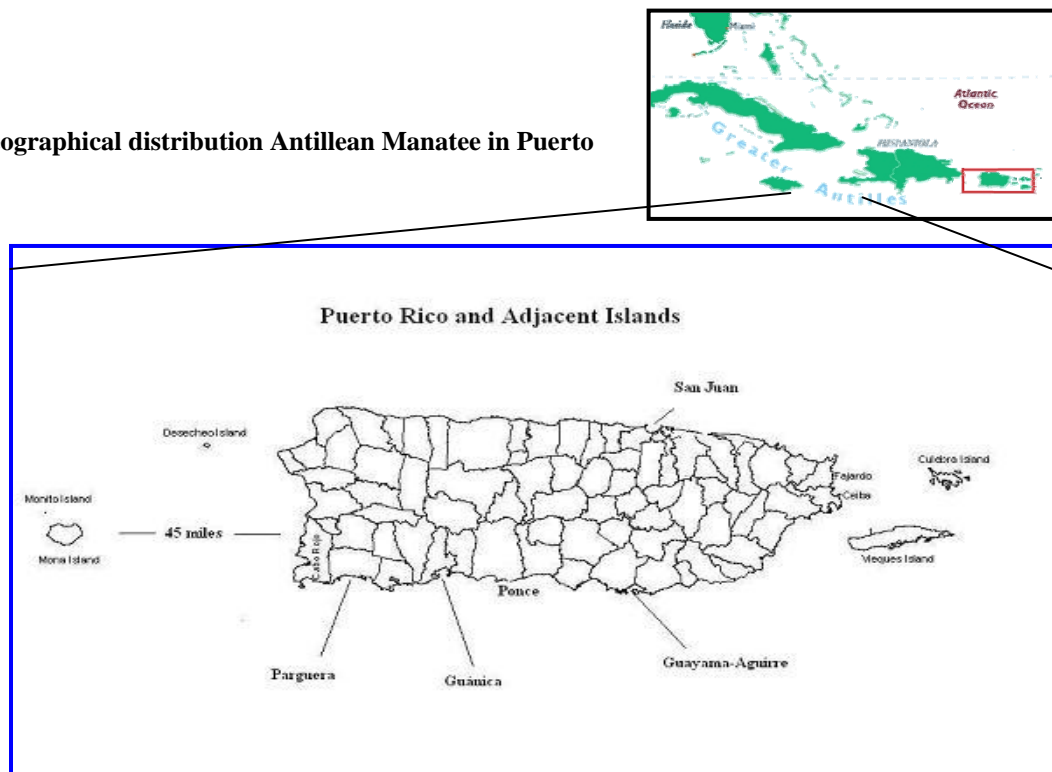 Florida
Miami
Atlantic
Ocean
HISPANIOLA
Greater Antilles
ographical distribution Antillean Manatee in Puerto
Puerto Rico and Adjacent Islands
San Juan
Desecheo Island
Culebra Island
Fajardo
Ceiba
Monito Island
45 miles
Mona Island
Cabo Rojo
Vieques Island
Ponce
Parguera
Guánica
Guayama-Aguirre